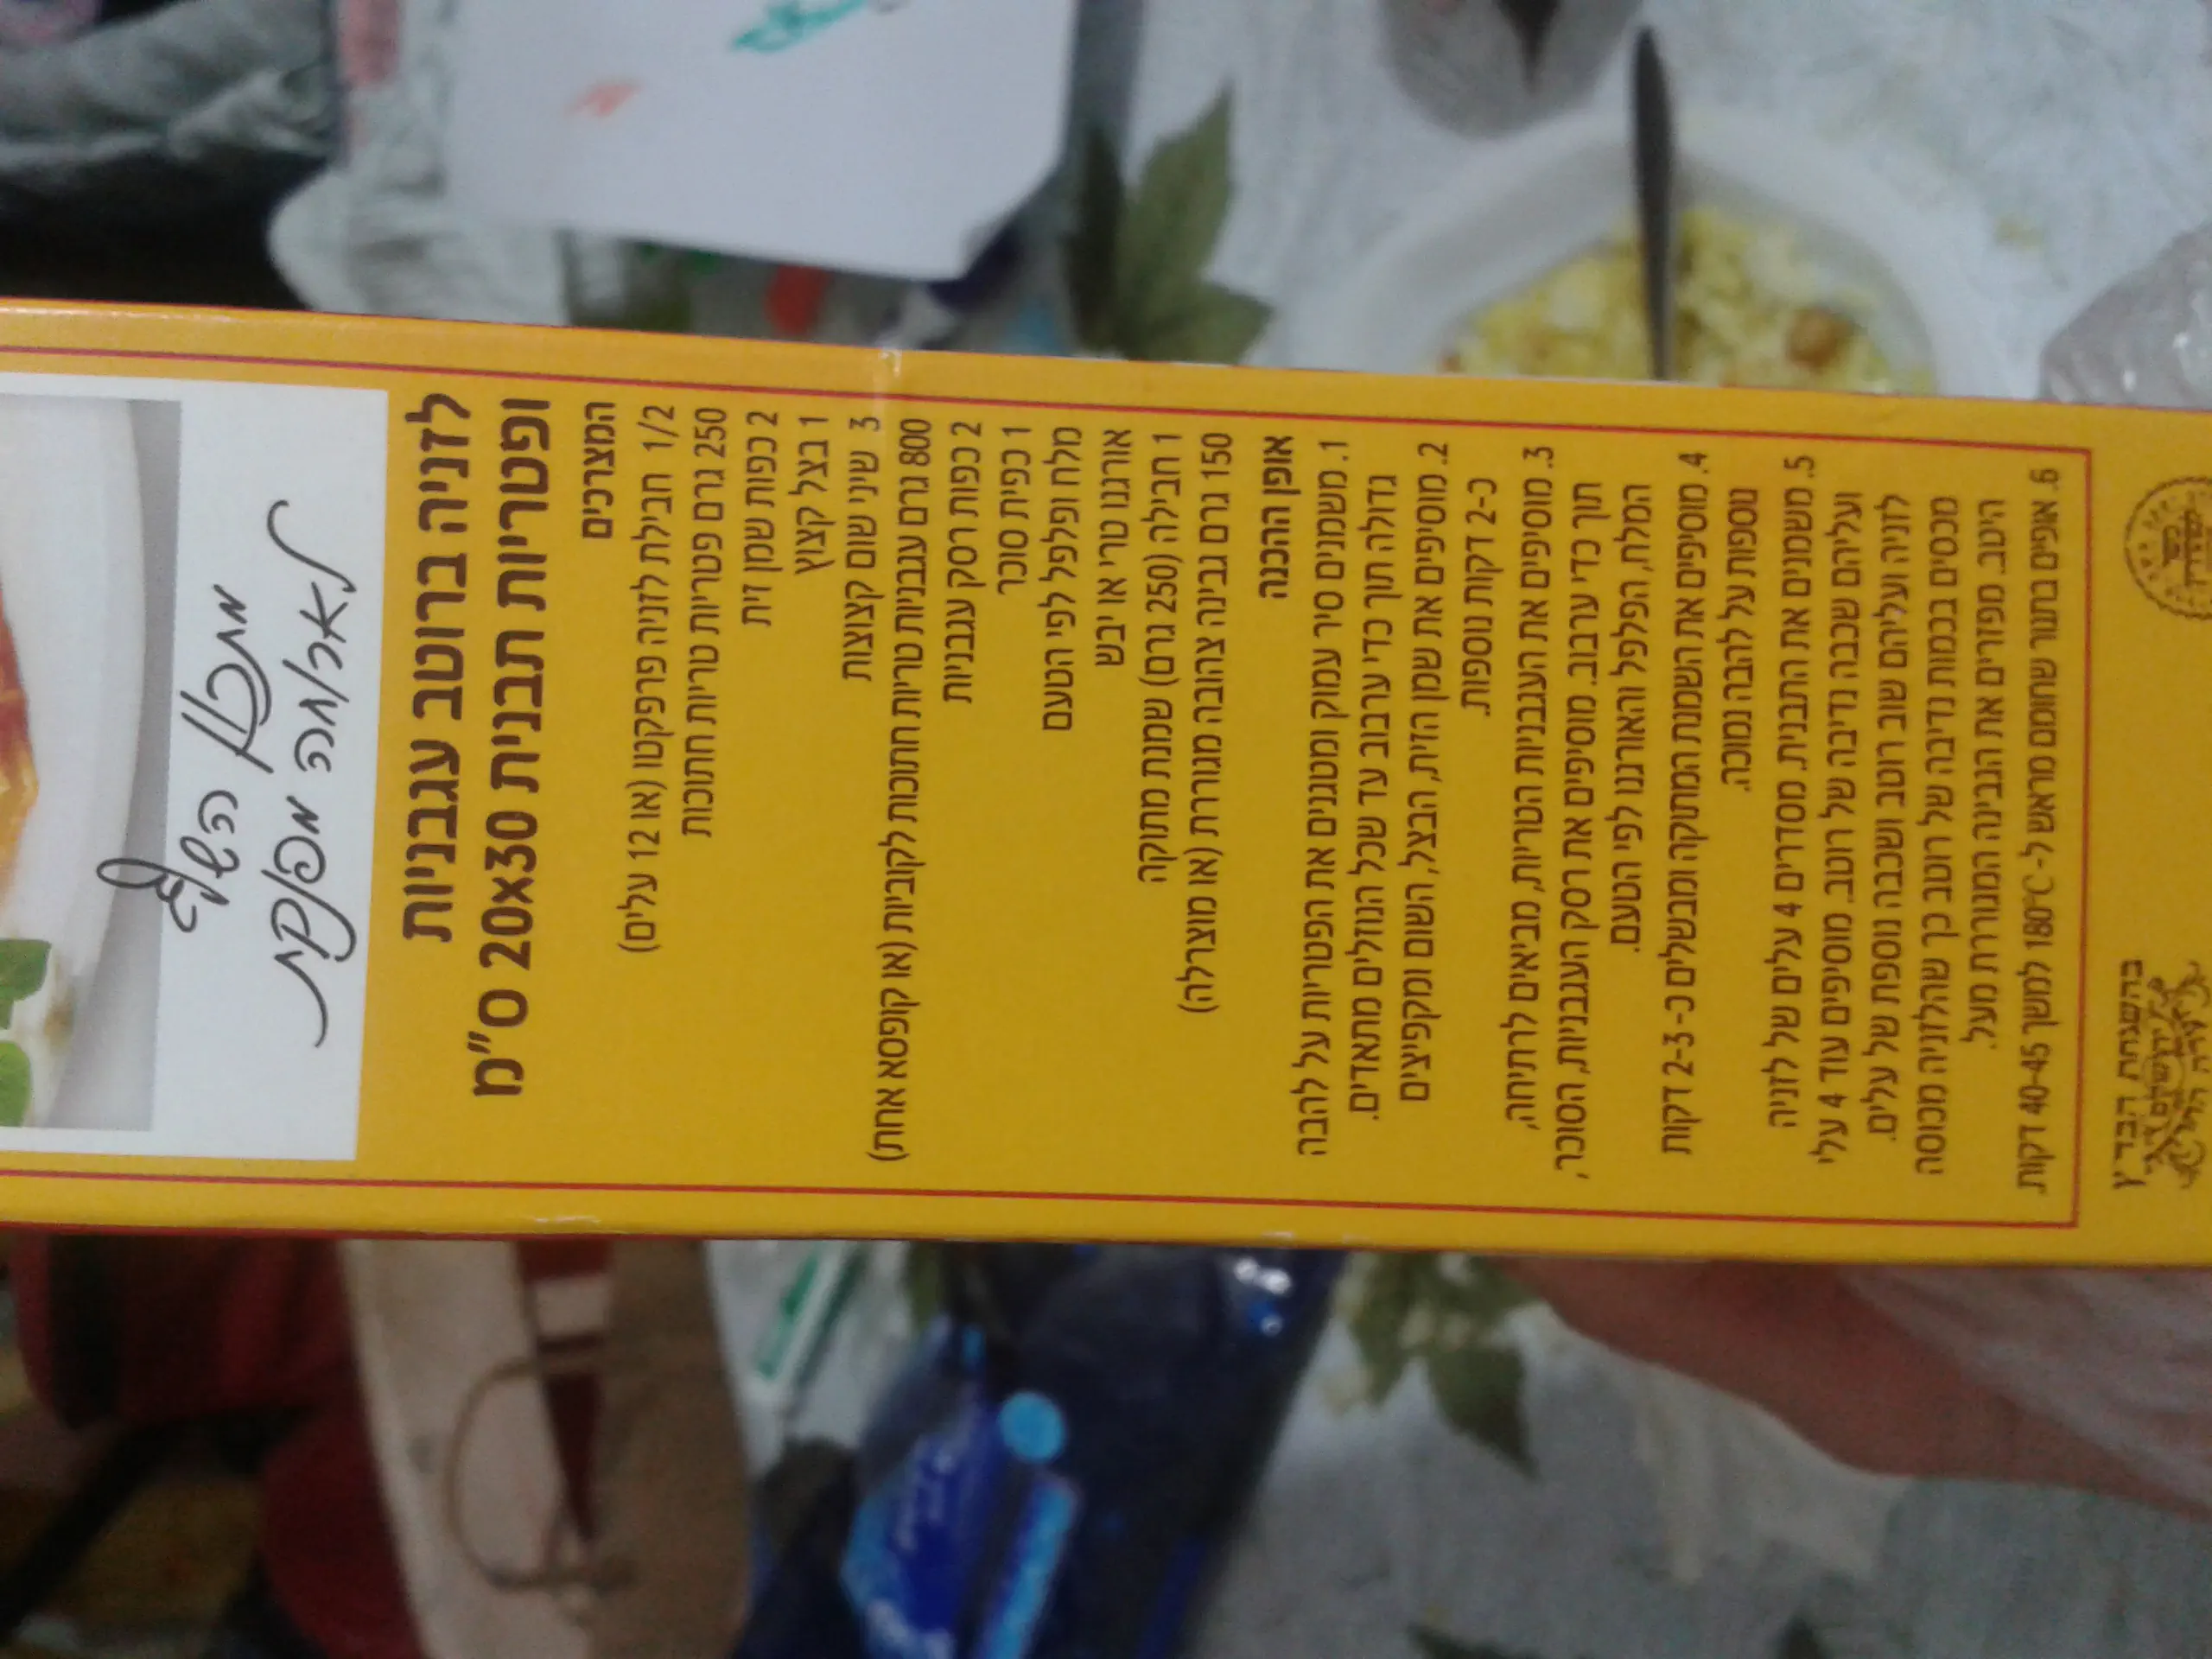 מתכון השף
לארוחה מפנקת
לזניה ברוטב עגבניות
ופטריות תבנית 20x30 ס"מ
המצרכים
1/2 חבילת לזניה פרפקטו (או 12 עלים)
250 גרם פטריות טריות חתוכות
2 כפות שמן זית
1 בצל קצוץ
3 שיני שום קצוצות
800 גרם עגבניות טריות חתוכות לקוביות (או קופסא אחת)
2 כפות רסק עגבניות
1 כפית סוכר
מלח ופלפל לפי הטעם
אורגנו טרי או יבש
1 חבילה (250 גרם) שמנת מתוקה
150 גרם גבינה צהובה מגוררת (או מוצרלה)
אופן ההכנה
1. משמנים סיר עמוק ומטגנים את הפטריות על להבה
גדולה תוך כדי ערבוב עד שכל הנוזלים מתאדים.
2. מוסיפים את שמן הזית, הבצל, השום ומקפיצים
כ-2 דקות נוספות.
3. מוסיפים את העגבניות הטריות, מביאים לרתיחה,
תוך כדי ערבוב. מוסיפים את רסק העגבניות, הסוכר,
המלח, הפלפל והאורגנו לפי הטעם.
4. מוסיפים את השמנת המתוקה ומבשלים כ- 2-3 דקות
נוספות על להבה נמוכה.
5. משמנים את התבנית. מסדרים 4 עלים של לזניה
ועליהם שכבה נדיבה של רוטב. מוסיפים עוד 4 עלי
לזניה ועליהם שוב רוטב ושכבה נוספת של עלים.
מכסים בכמות נדיבה של רוטב כך שהלזניה מכוסה
היטב. מפזרים את הגבינה המגוררת מעל.
6. אופים בתנור שחומם מראש ל- 180°C למשך 40-45 דקות.
בהשגחת הבד"ץ